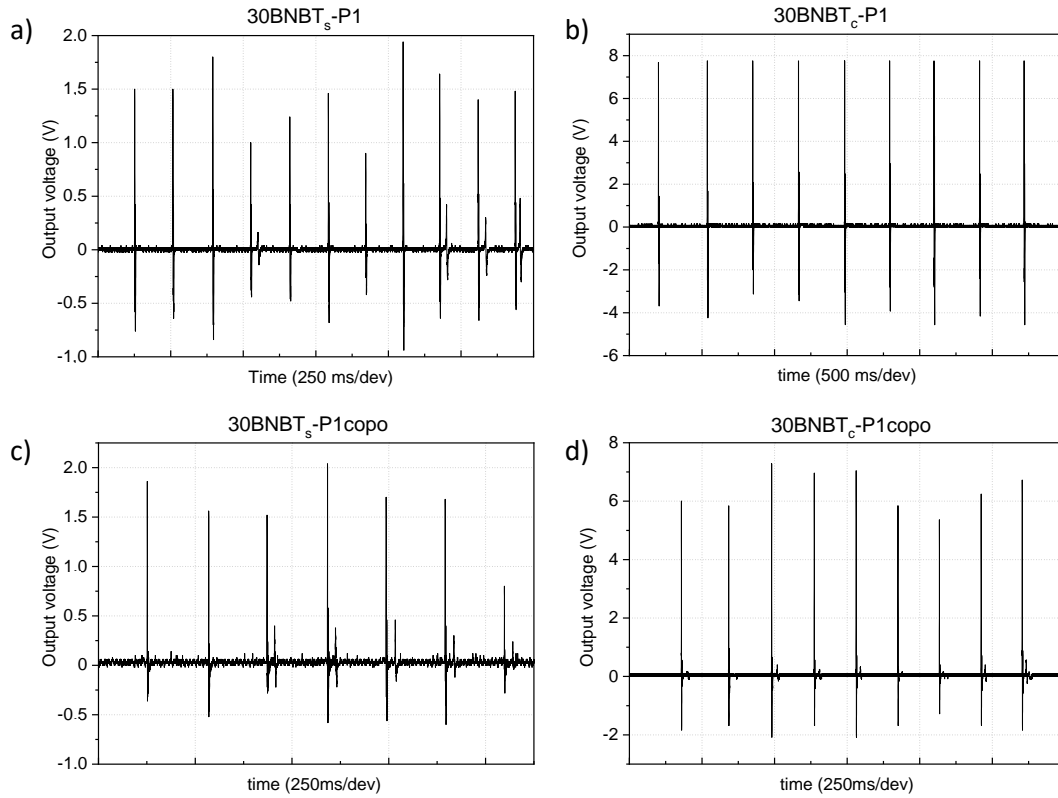 a)
30BNBTs-P1
Output voltage (V)
2.0
1.5
1.0
0.5
0
-0.5
-1.0
Time (250 ms/dev)
b)
30BNBTc-P1
Output voltage (V)
8
6
4
2
0
-2
-4
-6
time (500 ms/dev)
c)
30BNBTs-P1copo
Output voltage (V)
2.0
1.5
1.0
0.5
0
-0.5
-1.0
time (250ms/dev)
d)
30BNBTc-P1copo
Output voltage (V)
8
6
4
2
0
-2
time (250ms/dev)